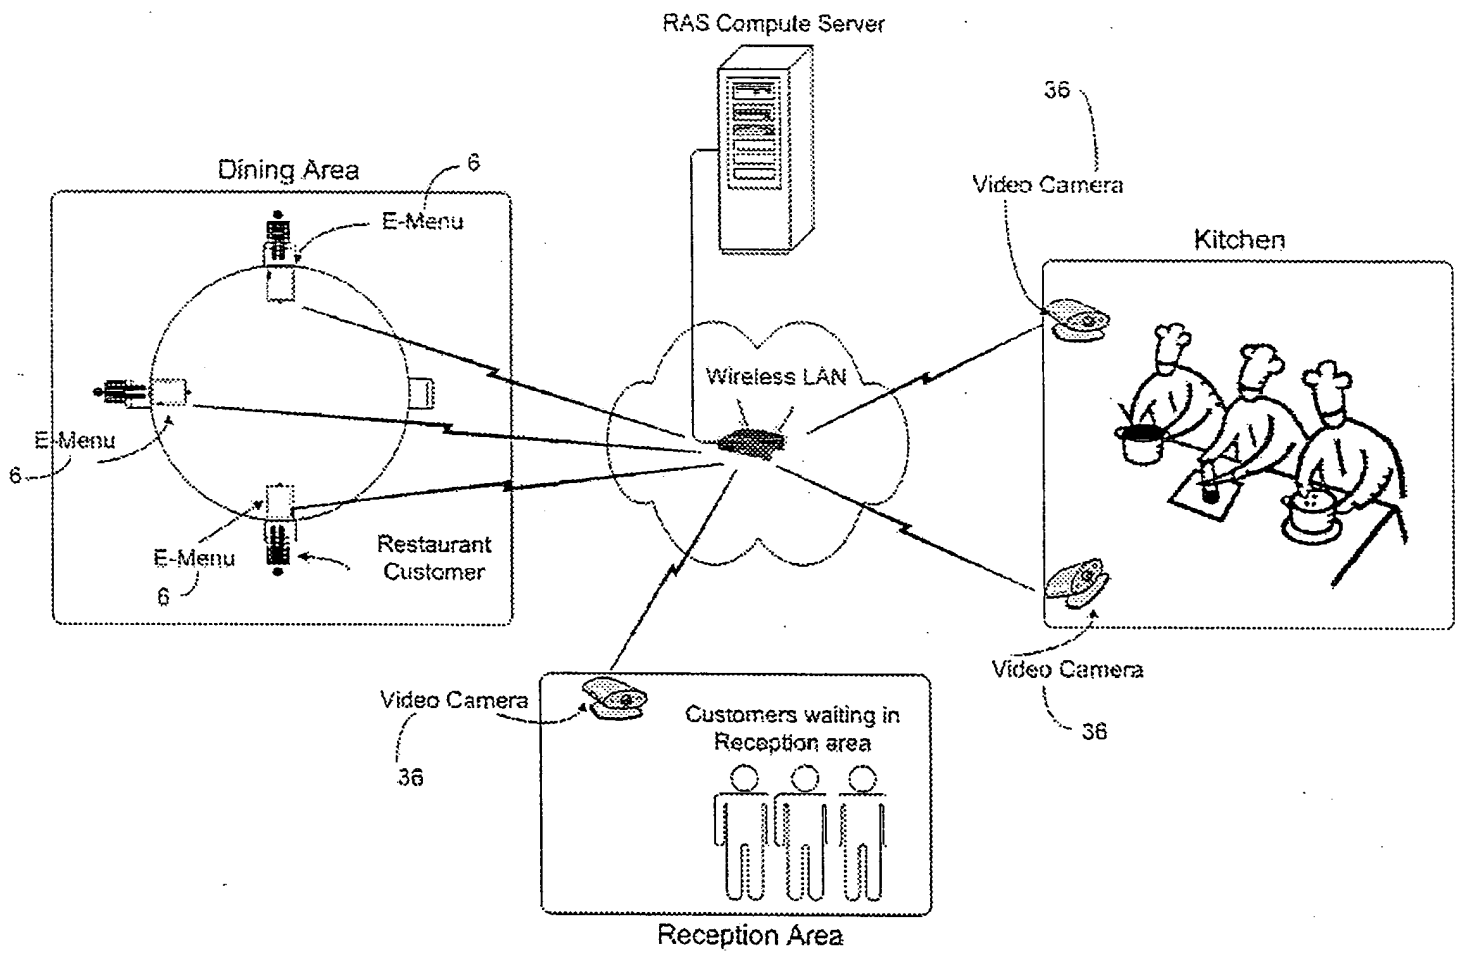 RAS Compute Server
36
Video Camera
Dining Area
6
E-Menu
Kitchen
Wireless LAN
E-Menu
6
E-Menu
6
Restaurant
Customer
Video Camera
36
Video Camera
36
Customers waiting in
Reception area
Reception Area